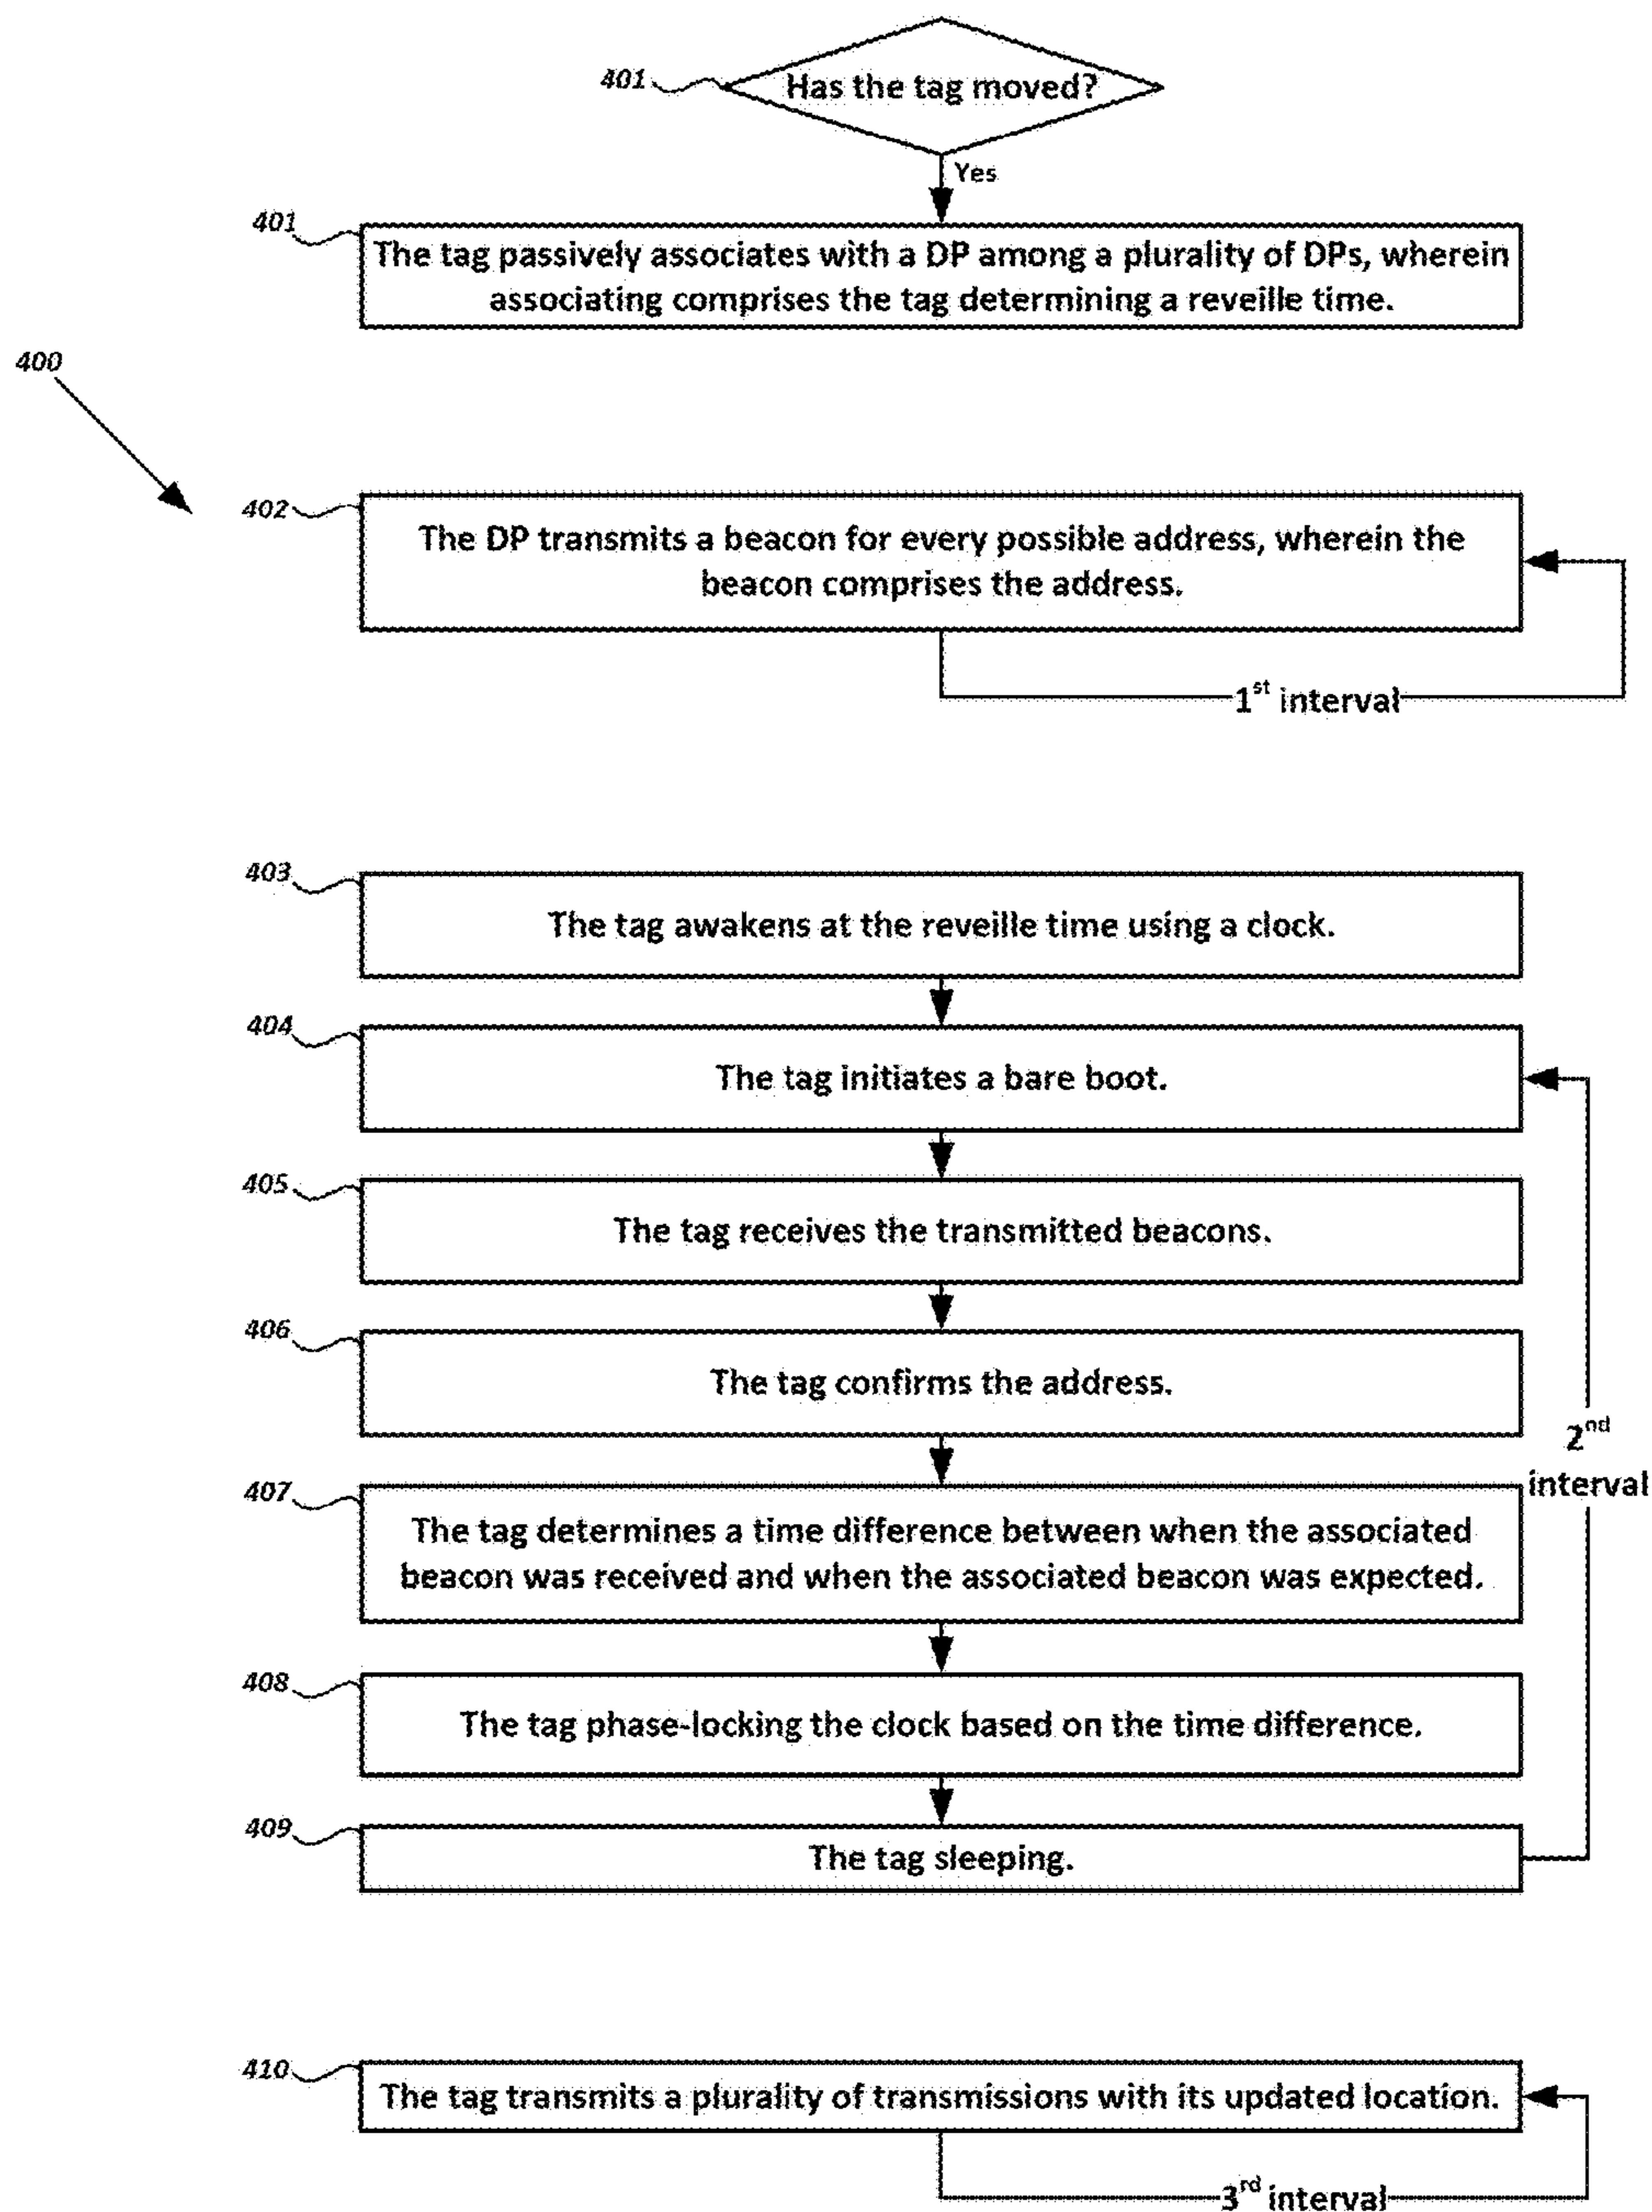 401
Has the tag moved?
Yes
401
The tag passively associates with a DP among a plurality of DPs, wherein
associating comprises the tag determining a reveille time.
400
402
The DP transmits a beacon for every possible address, wherein the
beacon comprises the address.
1st interval
403
The tag awakens at the reveille time using a clock.
404
The tag initiates a bare boot.
405
The tag receives the transmitted beacons.
406
The tag confirms the address.
2nd
interval
407
The tag determines a time difference between when the associated
beacon was received and when the associated beacon was expected.
408
The tag phase-locking the clock based on the time difference.
409
The tag sleeping.
410
The tag transmits a plurality of transmissions with its updated location.
3rd interval